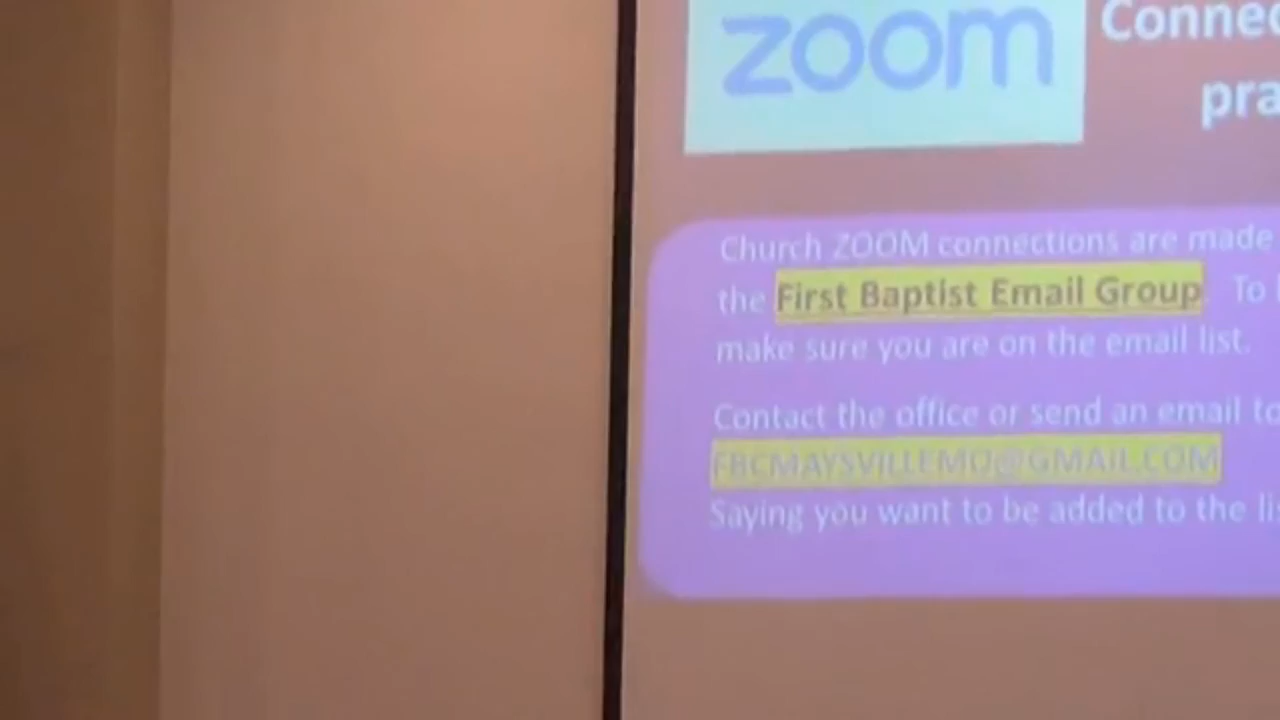 zoom
Connec
pra
Church ZOOM connections are made
the First Baptist Email Group. To
make sure you are on the email list.
Contact the office or send an email to
FBCMAYSVILLEMO@GMAIL.COM
Saying you want to be added to the li